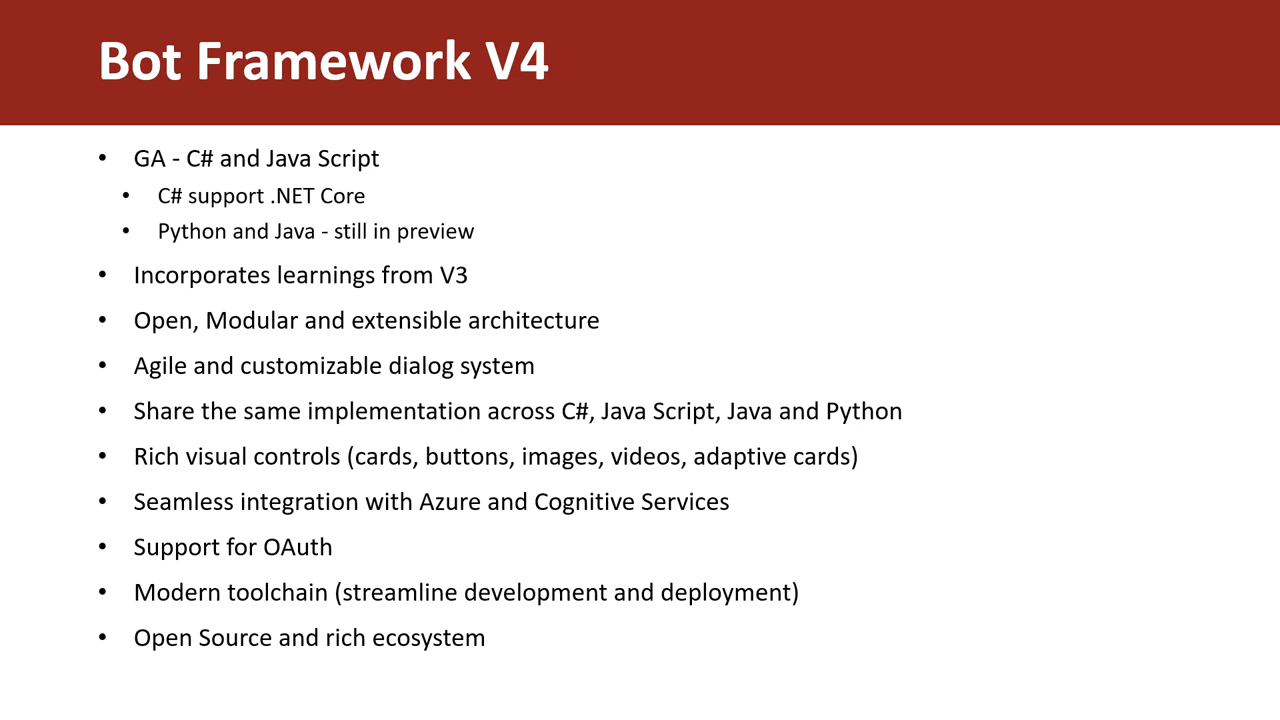 Bot Framework V4
• GA - C# and Java Script
• C# support .NET Core
• Python and Java - still in preview
• Incorporates learnings from V3
• Open, Modular and extensible architecture
• Agile and customizable dialog system
• Share the same implementation across C#, Java Script, Java and Python
• Rich visual controls (cards, buttons, images, videos, adaptive cards)
• Seamless integration with Azure and Cognitive Services
• Support for OAuth
• Modern toolchain (streamline development and deployment)
• Open Source and rich ecosystem